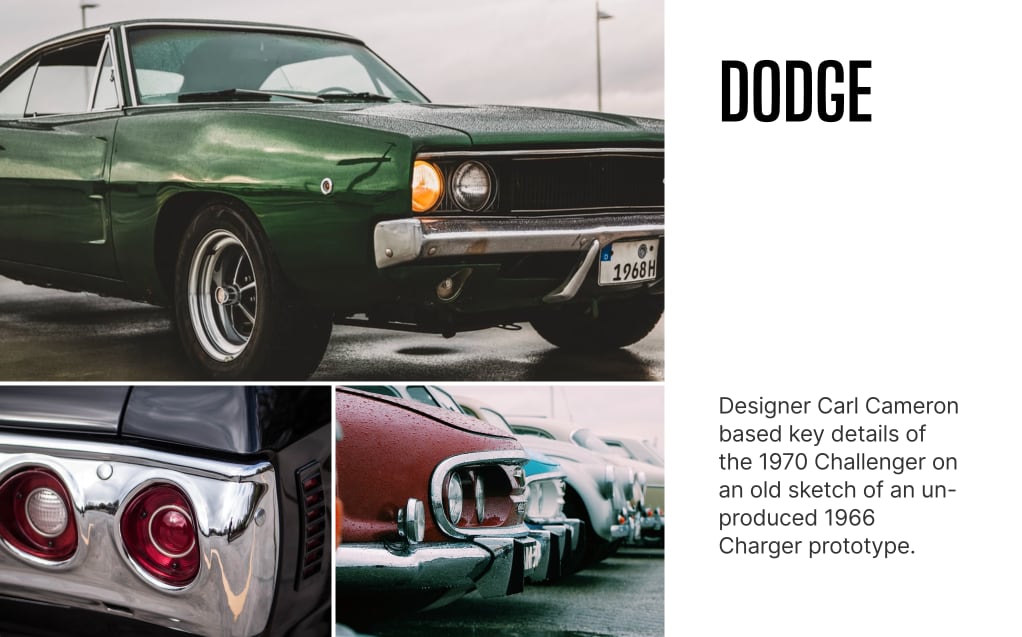 DODGE
1968H
Designer Carl Cameron
based key details of
the 1970 Challenger on
an old sketch of an un-
produced 1966
Charger prototype.